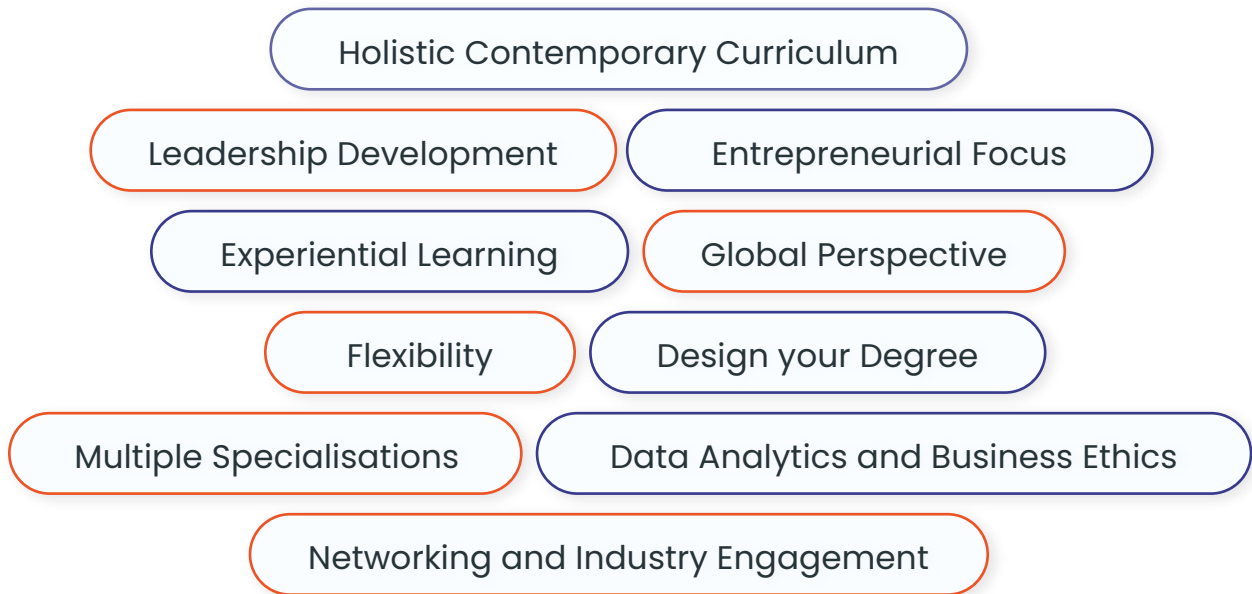 Holistic Contemporary Curriculum
Leadership Development
Entrepreneurial Focus
Experiential Learning
Global Perspective
Flexibility
Design your Degree
Multiple Specialisations
Data Analytics and Business Ethics
Networking and Industry Engagement